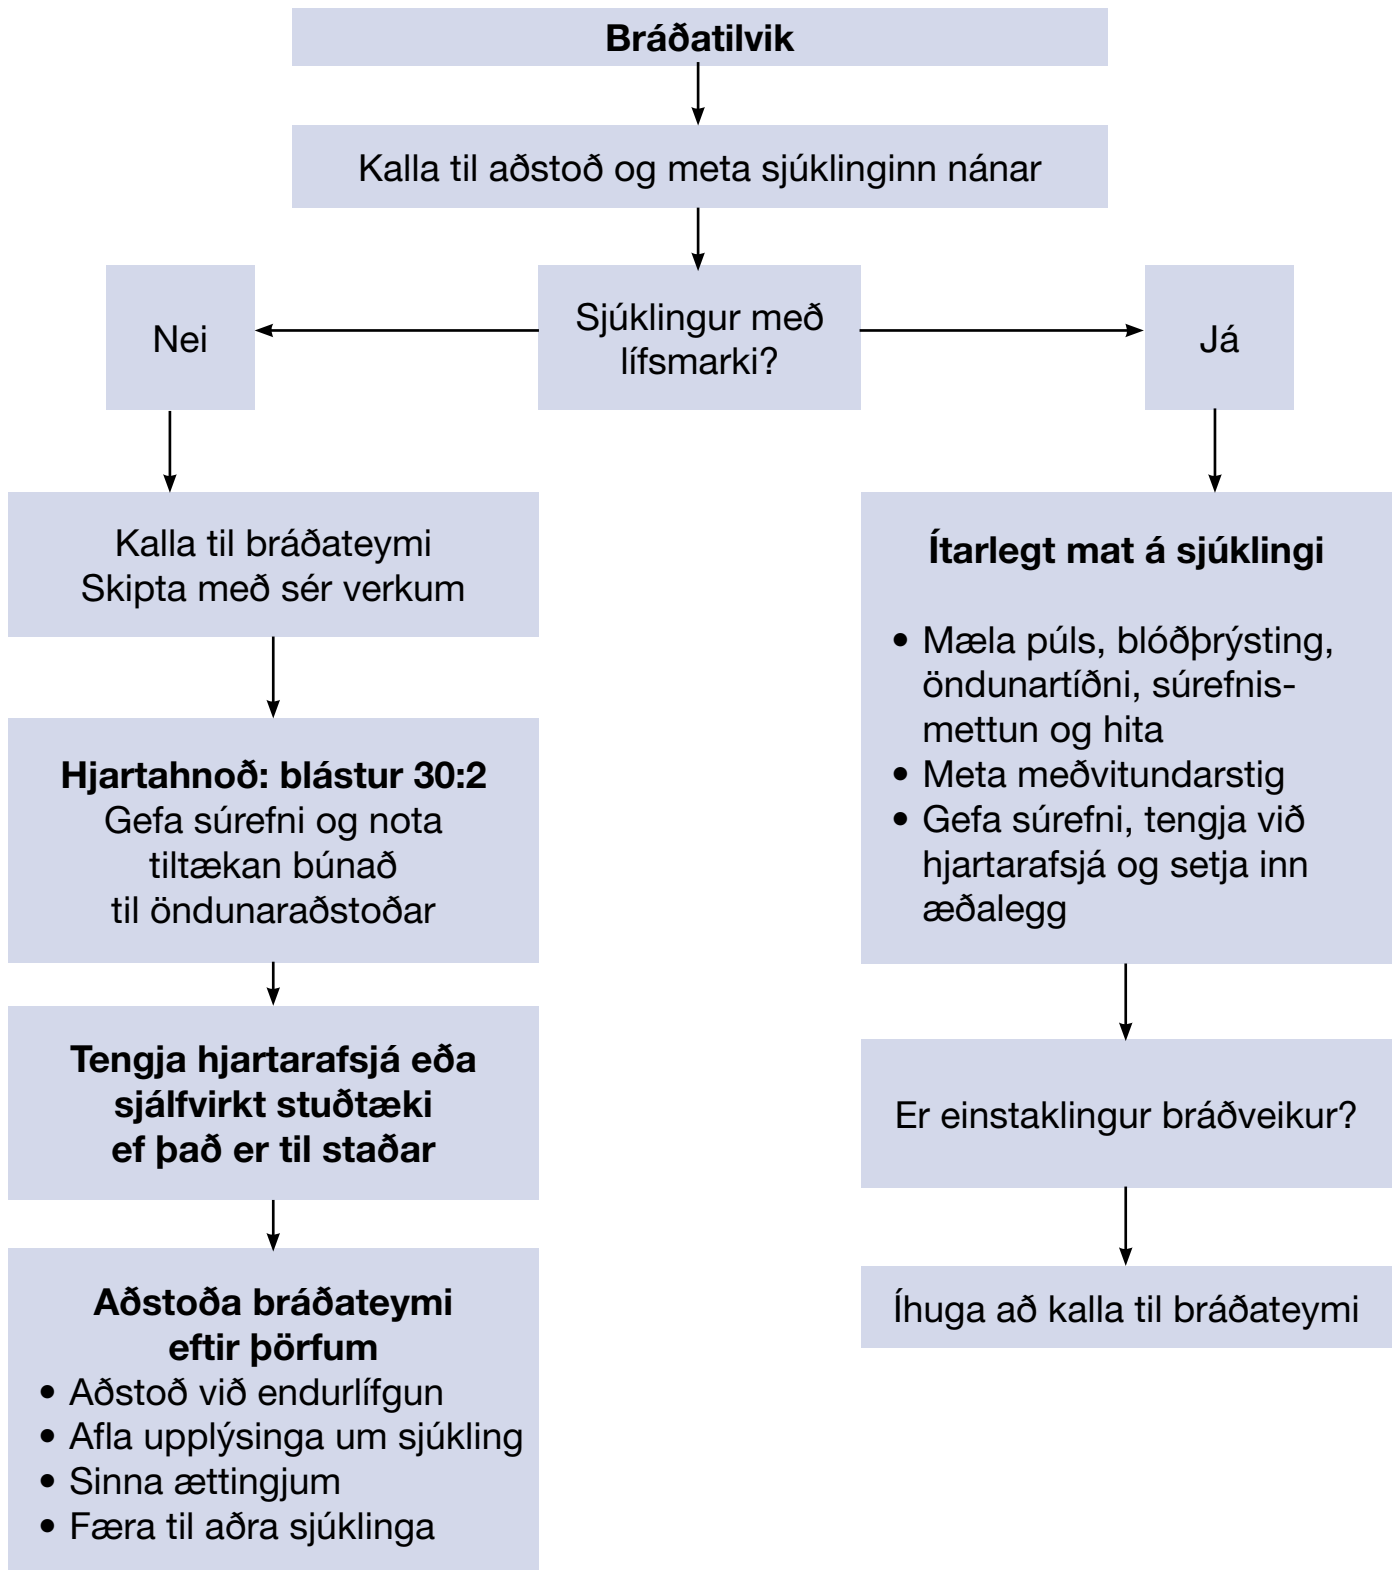 Bráðatilvik
Kalla til aðstoð og meta sjúklinginn nánar
Nei
Sjúklingur með
lífsmarki?
Já
Kalla til bráðateymi
Skipta með sér verkum
Hjartahnoð: blástur 30:2
Gefa súrefni og nota
tiltækan búnað
til öndunaraðstoðar
Tengja hjartarafsjá eða
sjálfvirkt stuðtæki
ef það er til staðar
Aðstoða bráðateymi
eftir þörfum
• Aðstoð við endurlífgun
• Afla upplýsinga um sjúkling
• Sinna ættingjum
• Færa til aðra sjúklinga
Ítarlegt mat á sjúklingi
• Mæla púls, blóðþrýsting,
öndunartíðni, súrefnis-
mettun og hita
• Meta meðvitundarstig
• Gefa súrefni, tengja við
hjartarafsjá og setja inn
æðalegg
Er einstaklingur bráðveikur?
Íhuga að kalla til bráðateymi